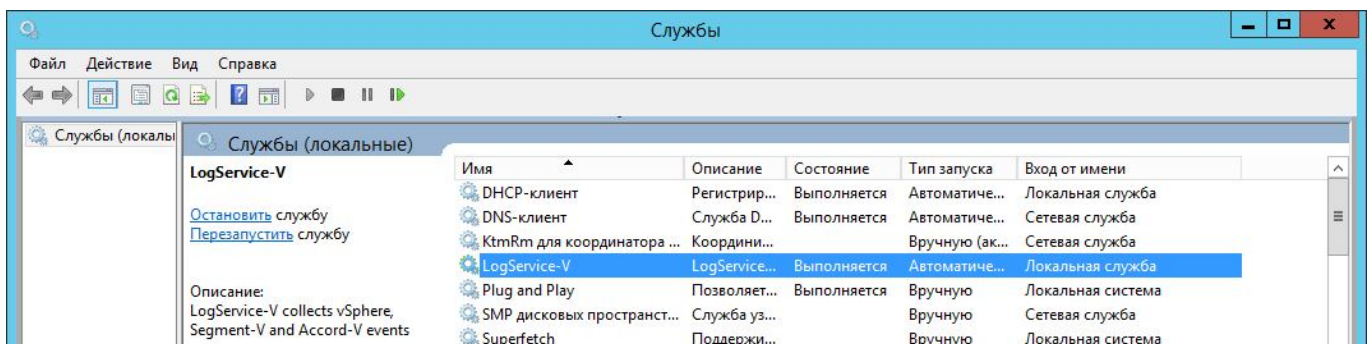 Службы
Файл Действие Вид Справка
Службы (локалы
Службы (локальные)
LogService-V
Остановить службу
Перезапустить службу
Описание:
LogService-V collects vSphere,
Segment-V and Accord-V events
Имя Описание Состояние Тип запуска Вход от имени
DHCP-клиент Регистрир... Выполняется Автоматиче... Локальная служба
DNS-клиент Служба D... Выполняется Автоматиче... Сетевая служба
KtmRm для координатора ... Координи... Вручную (ак... Сетевая служба
LogService-V LogService... Выполняется Автоматиче... Локальная служба
Plug and Play Позволяет... Выполняется Вручную Локальная система
SMP дисковых пространст... Служба уз... Вручную Сетевая служба
Superfetch Поддержи... Вручную Локальная система